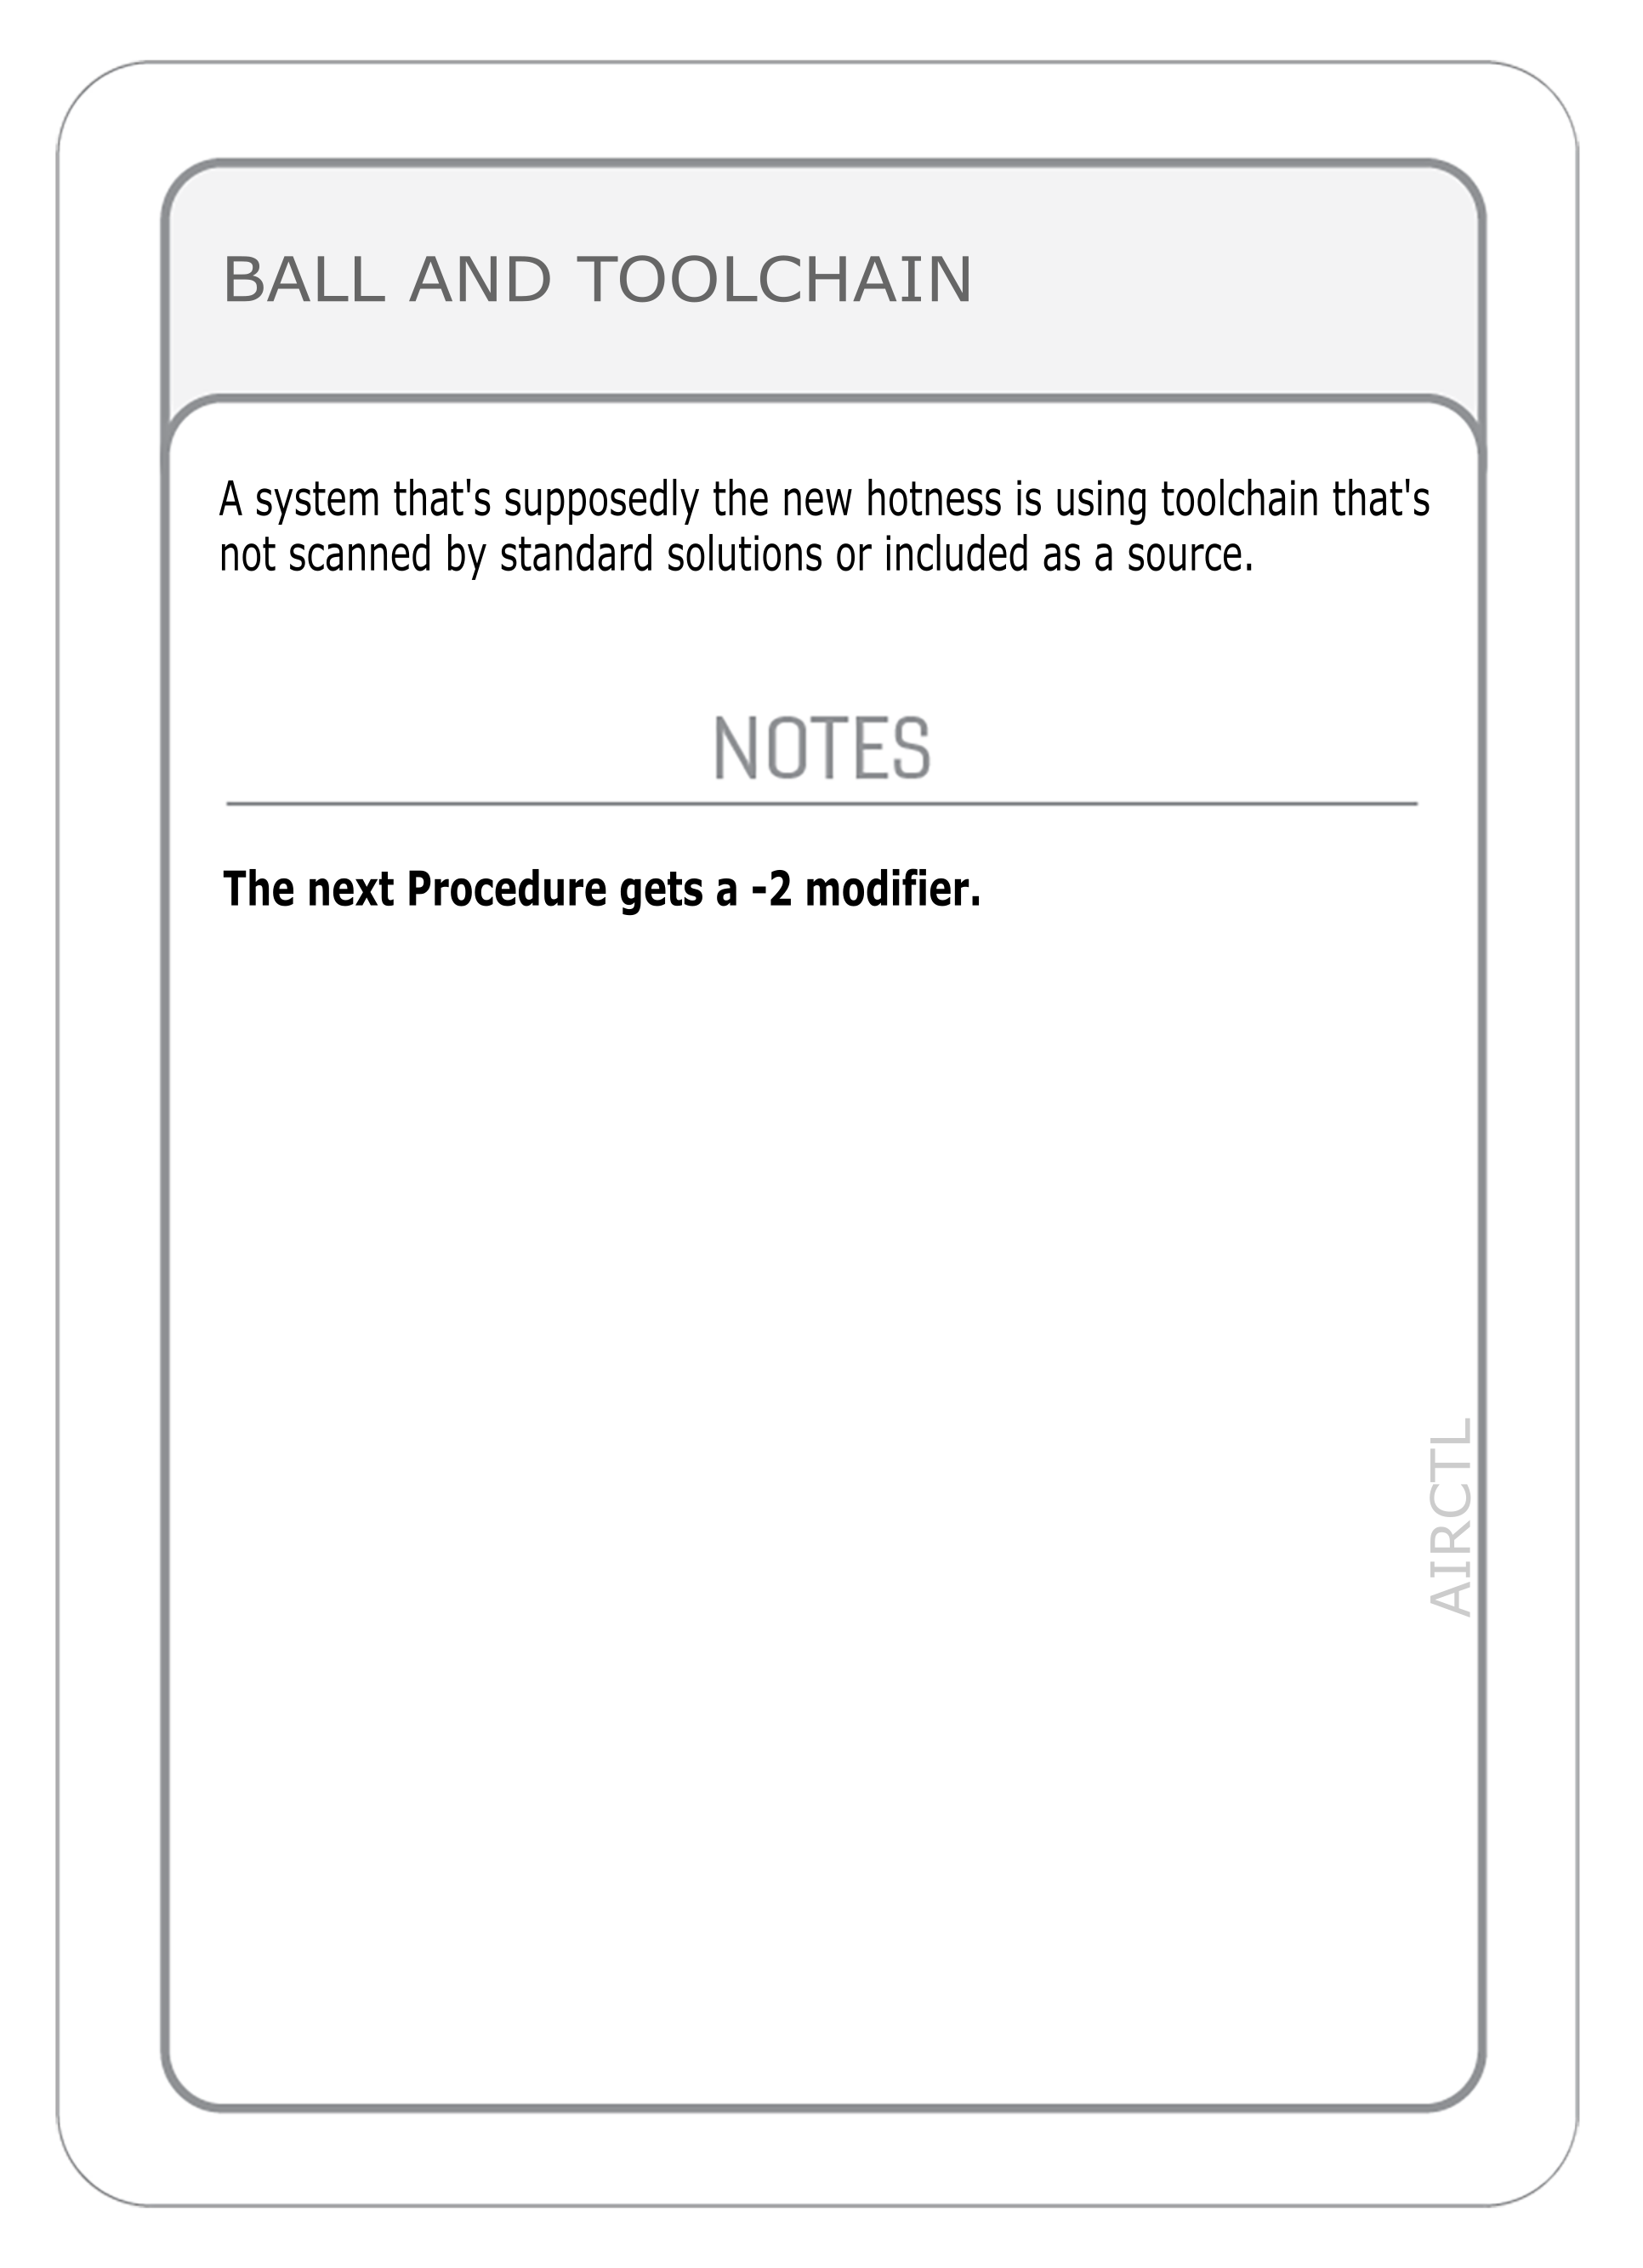 BALL AND TOOLCHAIN
A system that's supposedly the new hotness is using toolchain that's
not scanned by standard solutions or included as a source.
NOTES
The next Procedure gets a -2 modifier.
AIRCTL